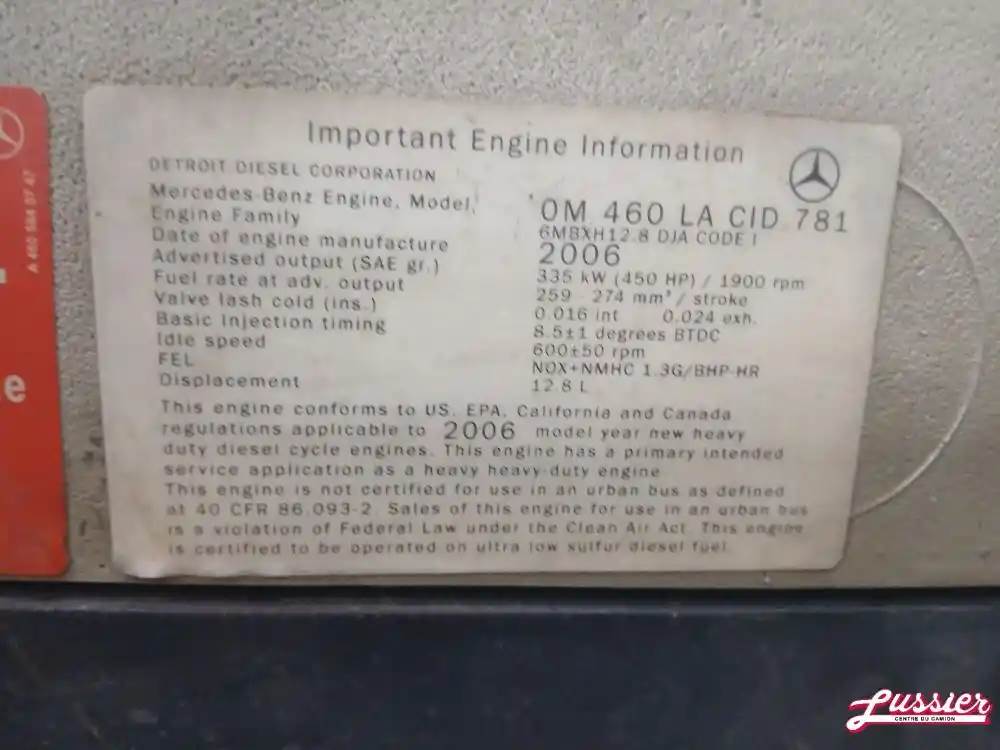 Important Engine Information
DETROIT DIESEL CORPORATION
Mercedes-Benz Engine, Model, OM 460 LA CID 781
Engine Family 6MBXH12.8 DJA CODE I
Date of engine manufacture 2006
Advertised output (SAE gr.) 335 kW (450 HP) / 1900 rpm
Fuel rate at adv. output 259 274 mm³ / stroke
Valve lash cold (ins.) 0.016 int 0.024 exh.
Basic Injection timing 8.5±1 degrees BTDC
Idle speed 600±50 rpm
FEL NOX+NMHC 1.3G/BHP-HR
Displacement 12.8 L
This engine conforms to US. EPA, California and Canada
regulations applicable to 2006 model year new heavy
duty diesel cycle engines. This engine has a primary intended
service application as a heavy heavy-duty engine
This engine is not certified for use in an urban bus as defined
at 40 CFR 86.093-2. Sales of this engine for use in an urban bus
is a violation of Federal Law under the Clean Air Act. This engine
is certified to be operated on ultra low sulfur diesel fuel.
e
Lussier
CENTRE DU CAMION